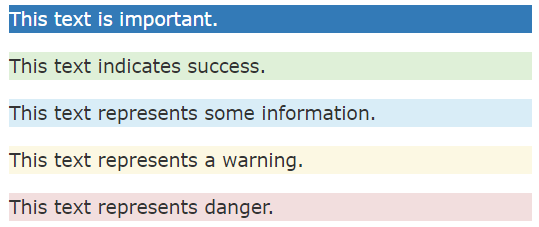 This text is important.
This text indicates success.
This text represents some information.
This text represents a warning.
This text represents danger.